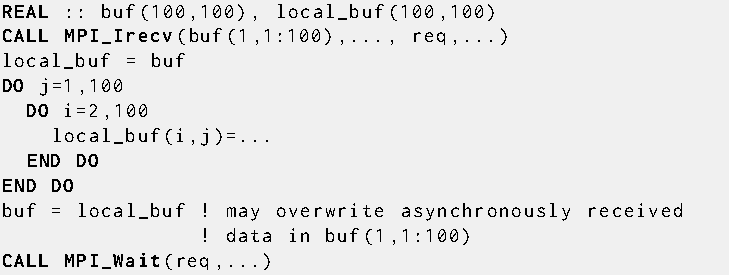 REAL :: buf(100,100), local_buf(100,100)
CALL MPI_Irecv(buf(1,1:100),..., req,...)
local_buf = buf
DO j=1,100
  DO i=2,100
    local_buf(i,j)=...
  END DO
END DO
buf = local_buf ! may overwrite asynchronously received
                ! data in buf(1,1:100)
CALL MPI_Wait(req,...)